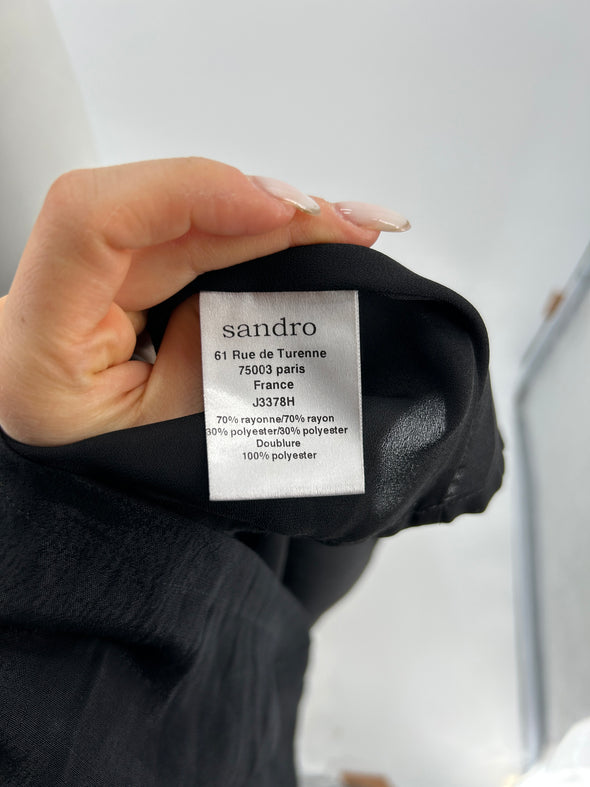 sandro
61 Rue de Turenne
75003 paris
France
J3378H
70% rayonne/70% rayon
30% polyester/30% polyester
Doublure
100% polyester